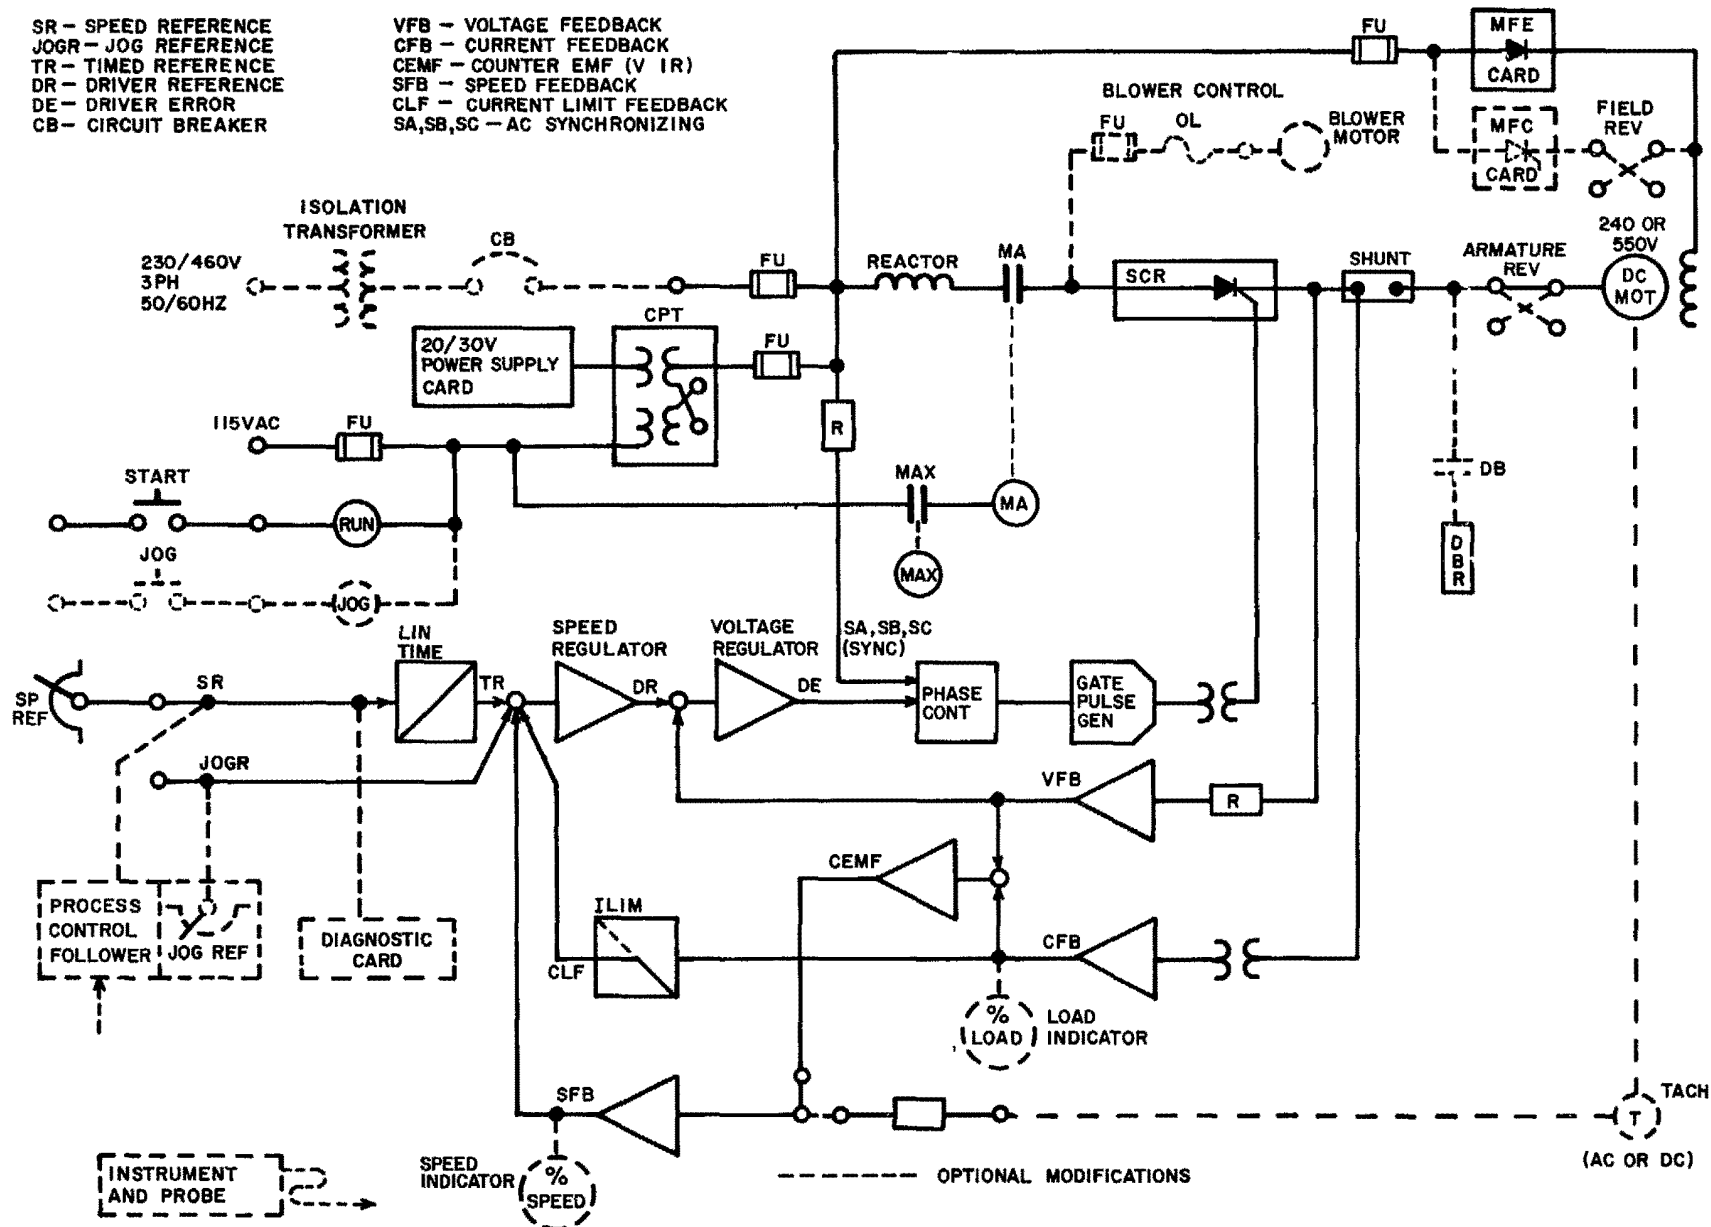 SR – SPEED REFERENCE
JOGR – JOG REFERENCE
TR – TIMED REFERENCE
DR – DRIVER REFERENCE
DE – DRIVER ERROR
CB – CIRCUIT BREAKER
VFB – VOLTAGE FEEDBACK
CFB – CURRENT FEEDBACK
CEMF – COUNTER EMF (V IR)
SFB – SPEED FEEDBACK
CLF – CURRENT LIMIT FEEDBACK
SA,SB,SC – AC SYNCHRONIZING
FU
MFE
CARD
BLOWER CONTROL
FU
OL
BLOWER
MOTOR
MFC
CARD
FIELD
REV
ISOLATION
TRANSFORMER
230/460V
3PH
50/60HZ
CB
FU
REACTOR
MA
SCR
SHUNT
ARMATURE
REV
240 OR
550V
DC
MOT
20/30V
POWER SUPPLY
CARD
CPT
FU
R
115VAC
FU
START
RUN
JOG
JOG
MAX
MA
MAX
DB
DBR
SP
REF
SR
LIN
TIME
TR
SPEED
REGULATOR
DR
VOLTAGE
REGULATOR
DE
SA,SB,SC
(SYNC)
PHASE
CONT
GATE
PULSE
GEN
JOGR
VFB
R
CEMF
PROCESS
CONTROL
FOLLOWER
JOG REF
DIAGNOSTIC
CARD
ILIM
CLF
CFB
%
LOAD
LOAD
INDICATOR
SFB
TACH
T
(AC OR DC)
INSTRUMENT
AND PROBE
SPEED
INDICATOR
%
SPEED
OPTIONAL MODIFICATIONS